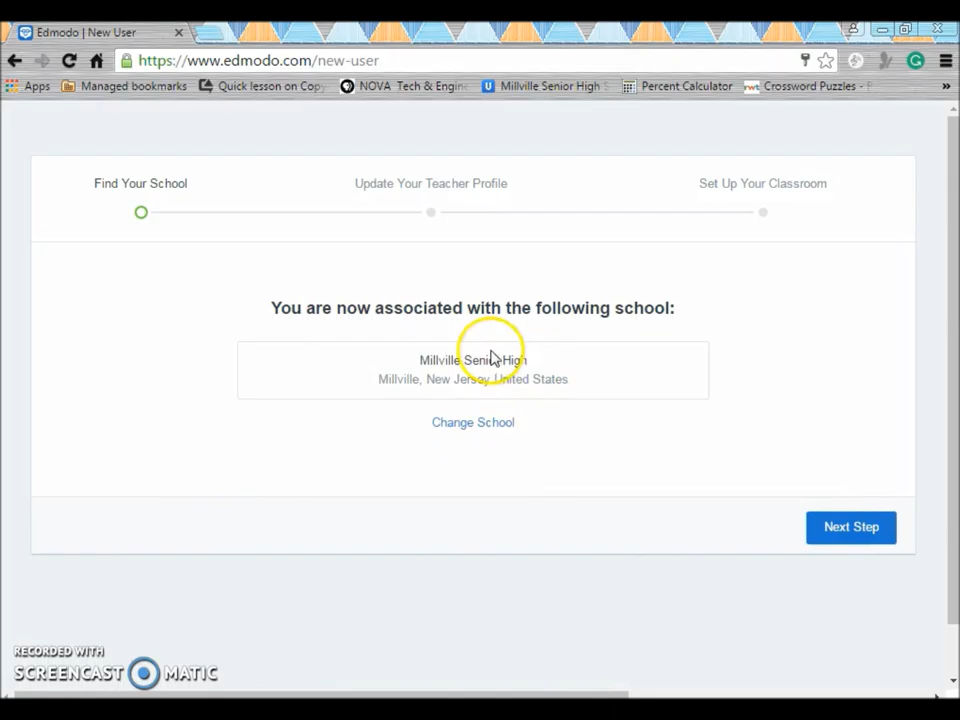 Edmodo | New User
https://www.edmodo.com/new-user
Apps Managed bookmarks Quick lesson on Cop NOVA Tech & Engine Millville Senior High Percent Calculator rwt Crossword Puzzles -
Find Your School Update Your Teacher Profile Set Up Your Classroom
You are now associated with the following school:
Millville Senior High
Millville, New Jersey United States
Change School
Next Step
RECORDED WITH
SCREENCAST MATIC